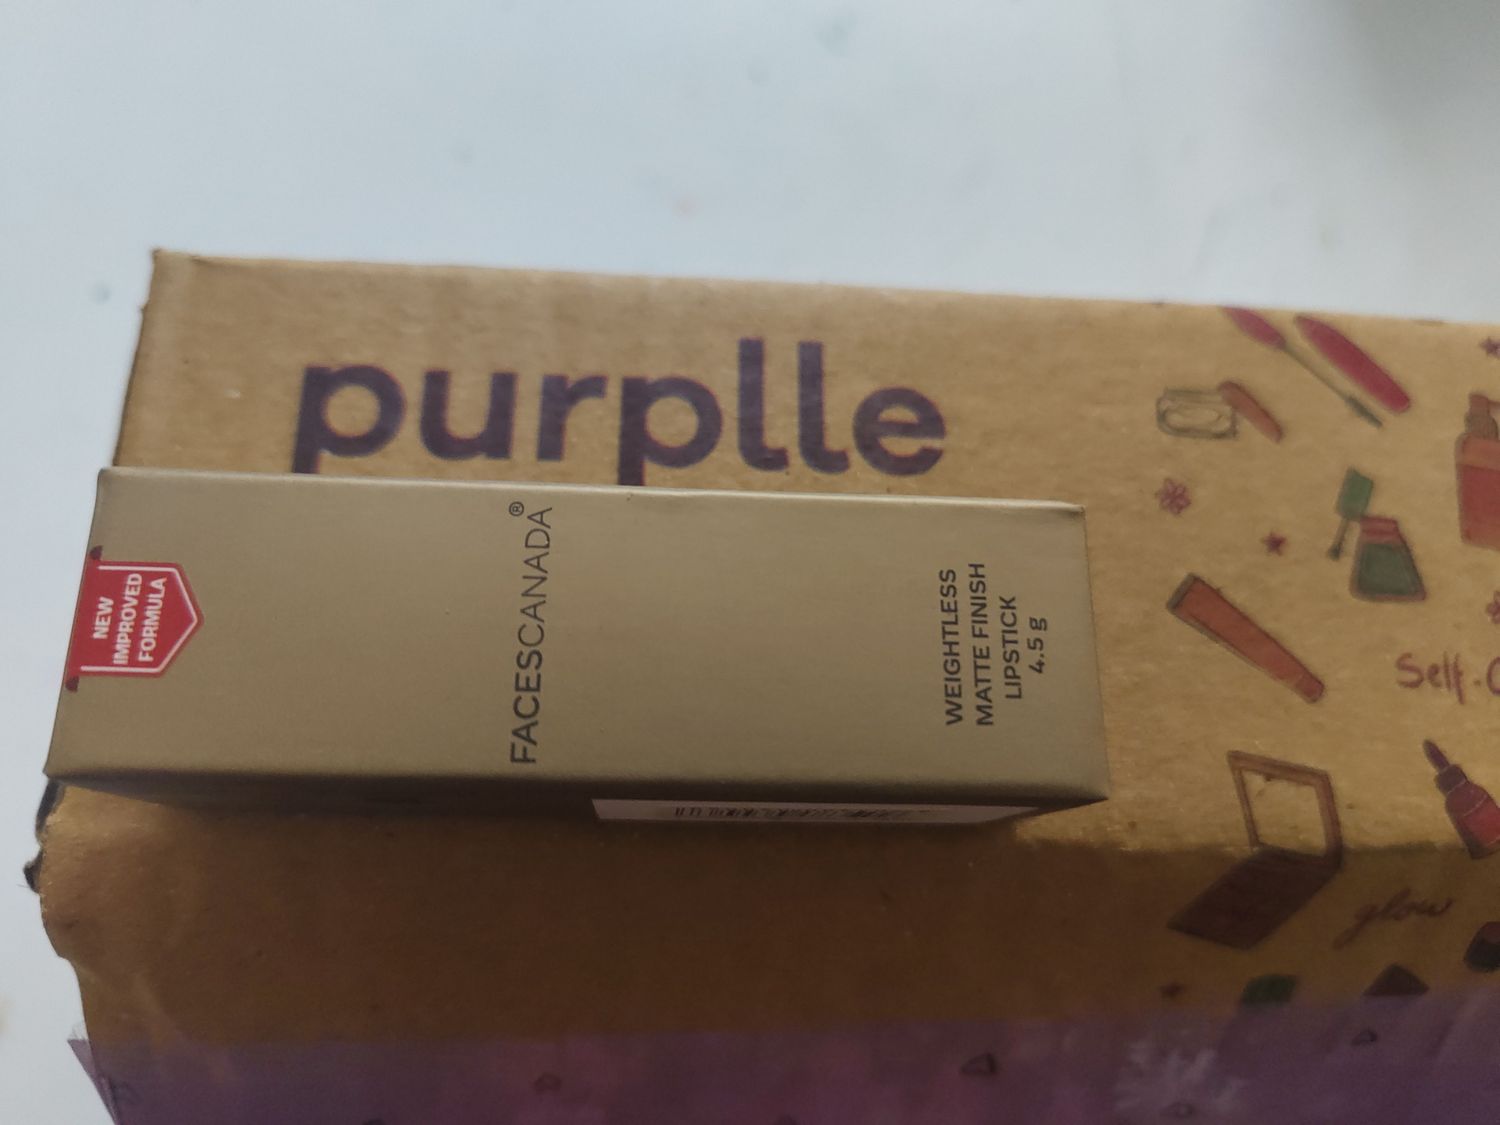 purplle
NEW
IMPROVED
FORMULA
FACESCANADA®
WEIGHTLESS
MATTE FINISH
LIPSTICK
4.5 g
Self-
glow